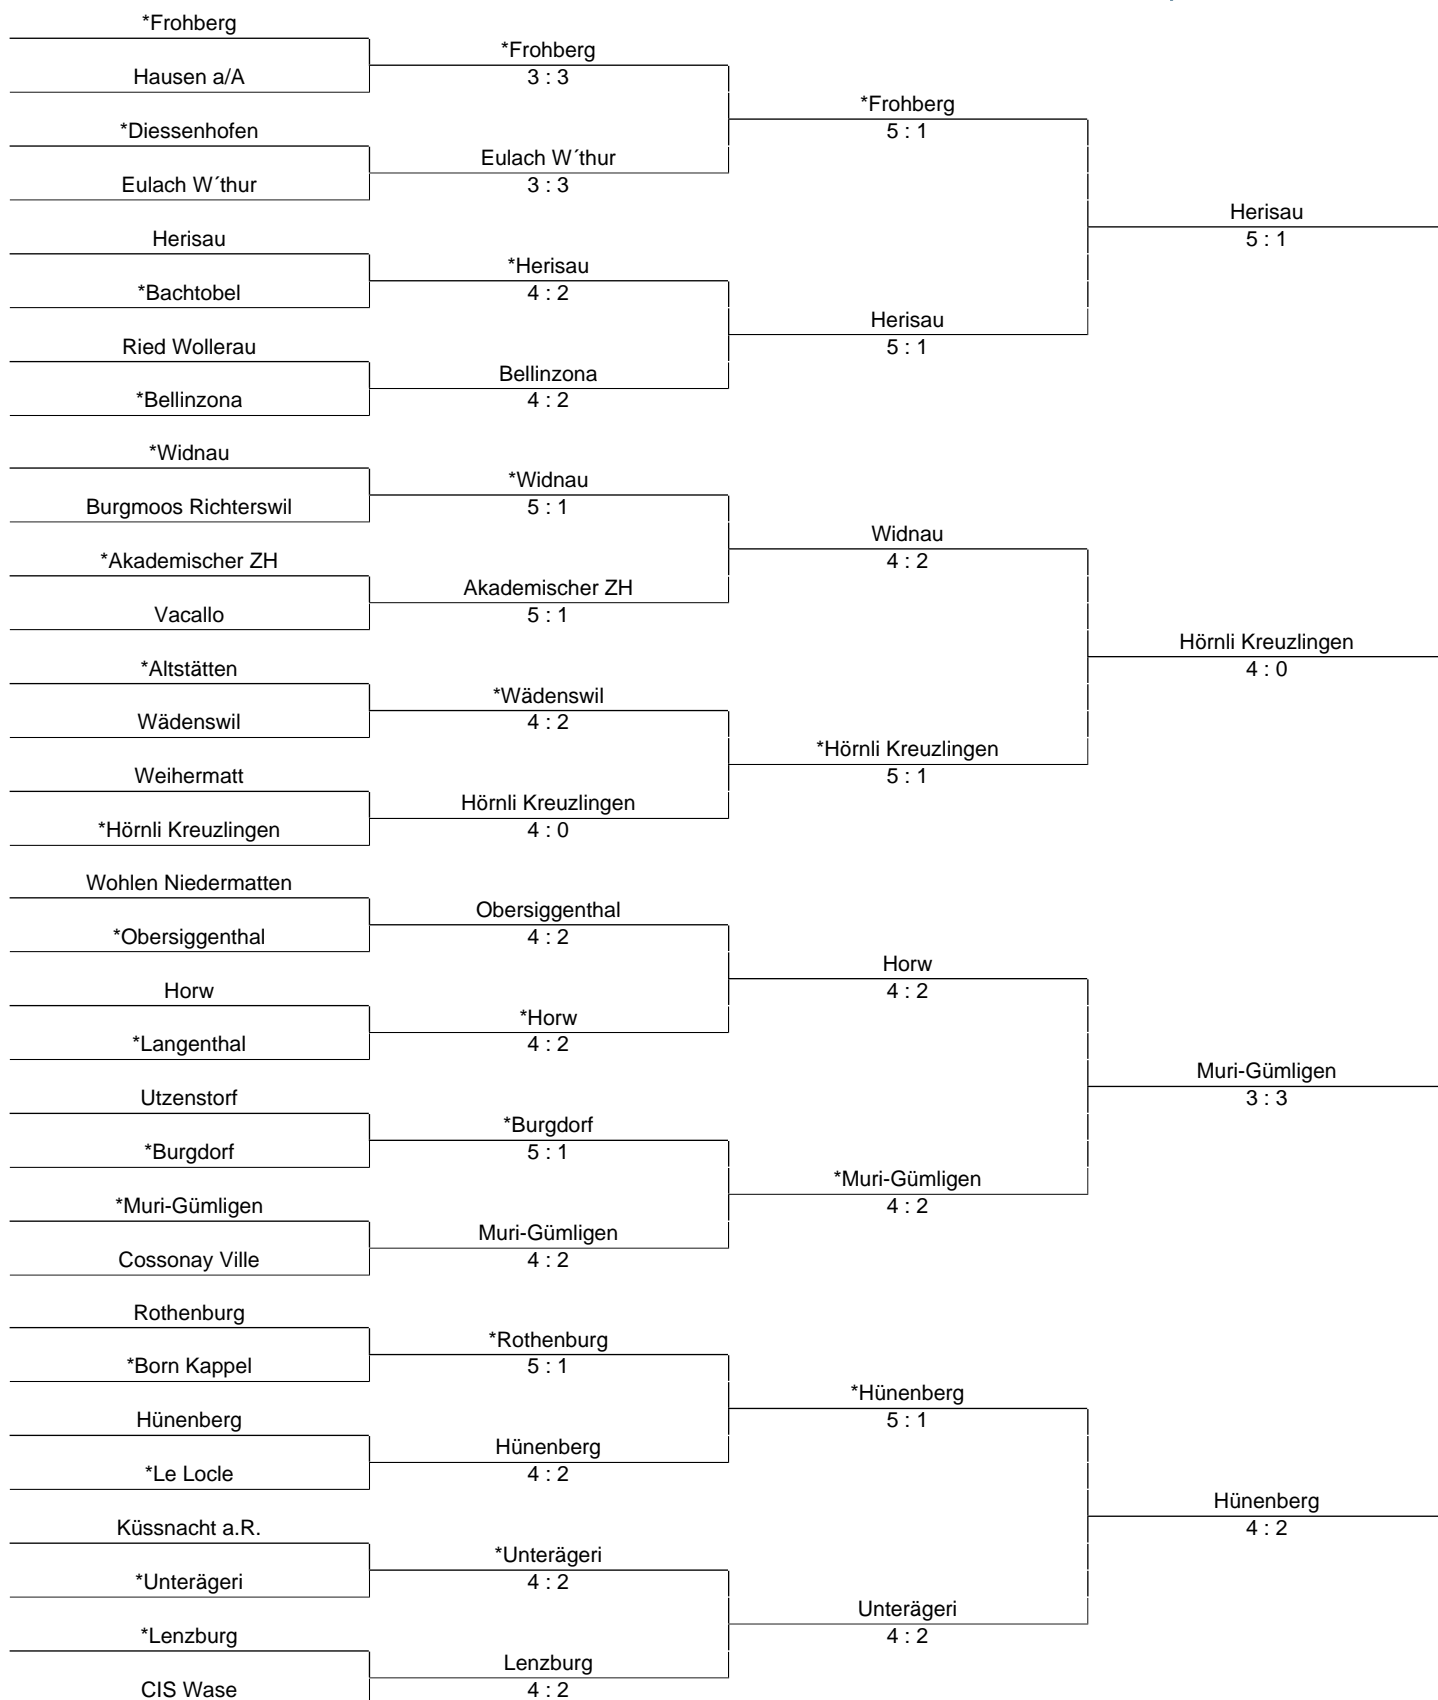 *Frohberg
*Frohberg
Hausen a/A
3 : 3
*Frohberg
*Diessenhofen
5 : 1
Eulach W´thur
Eulach W´thur
3 : 3
Herisau
Herisau
5 : 1
*Herisau
*Bachtobel
4 : 2
Herisau
Ried Wollerau
5 : 1
Bellinzona
*Bellinzona
4 : 2
*Widnau
*Widnau
Burgmoos Richterswil
5 : 1
Widnau
*Akademischer ZH
4 : 2
Akademischer ZH
Vacallo
5 : 1
Hörnli Kreuzlingen
*Altstätten
4 : 0
*Wädenswil
Wädenswil
4 : 2
*Hörnli Kreuzlingen
Weihermatt
5 : 1
Hörnli Kreuzlingen
*Hörnli Kreuzlingen
4 : 0
Wohlen Niedermatten
Obersiggenthal
*Obersiggenthal
4 : 2
Horw
Horw
4 : 2
*Horw
*Langenthal
4 : 2
Muri-Gümligen
Utzenstorf
3 : 3
*Burgdorf
*Burgdorf
5 : 1
*Muri-Gümligen
*Muri-Gümligen
4 : 2
Muri-Gümligen
Cossonay Ville
4 : 2
Rothenburg
*Rothenburg
*Born Kappel
5 : 1
*Hünenberg
Hünenberg
5 : 1
Hünenberg
*Le Locle
4 : 2
Hünenberg
Küssnacht a.R.
4 : 2
*Unterägeri
*Unterägeri
4 : 2
Unterägeri
*Lenzburg
4 : 2
Lenzburg
CIS Wase
4 : 2